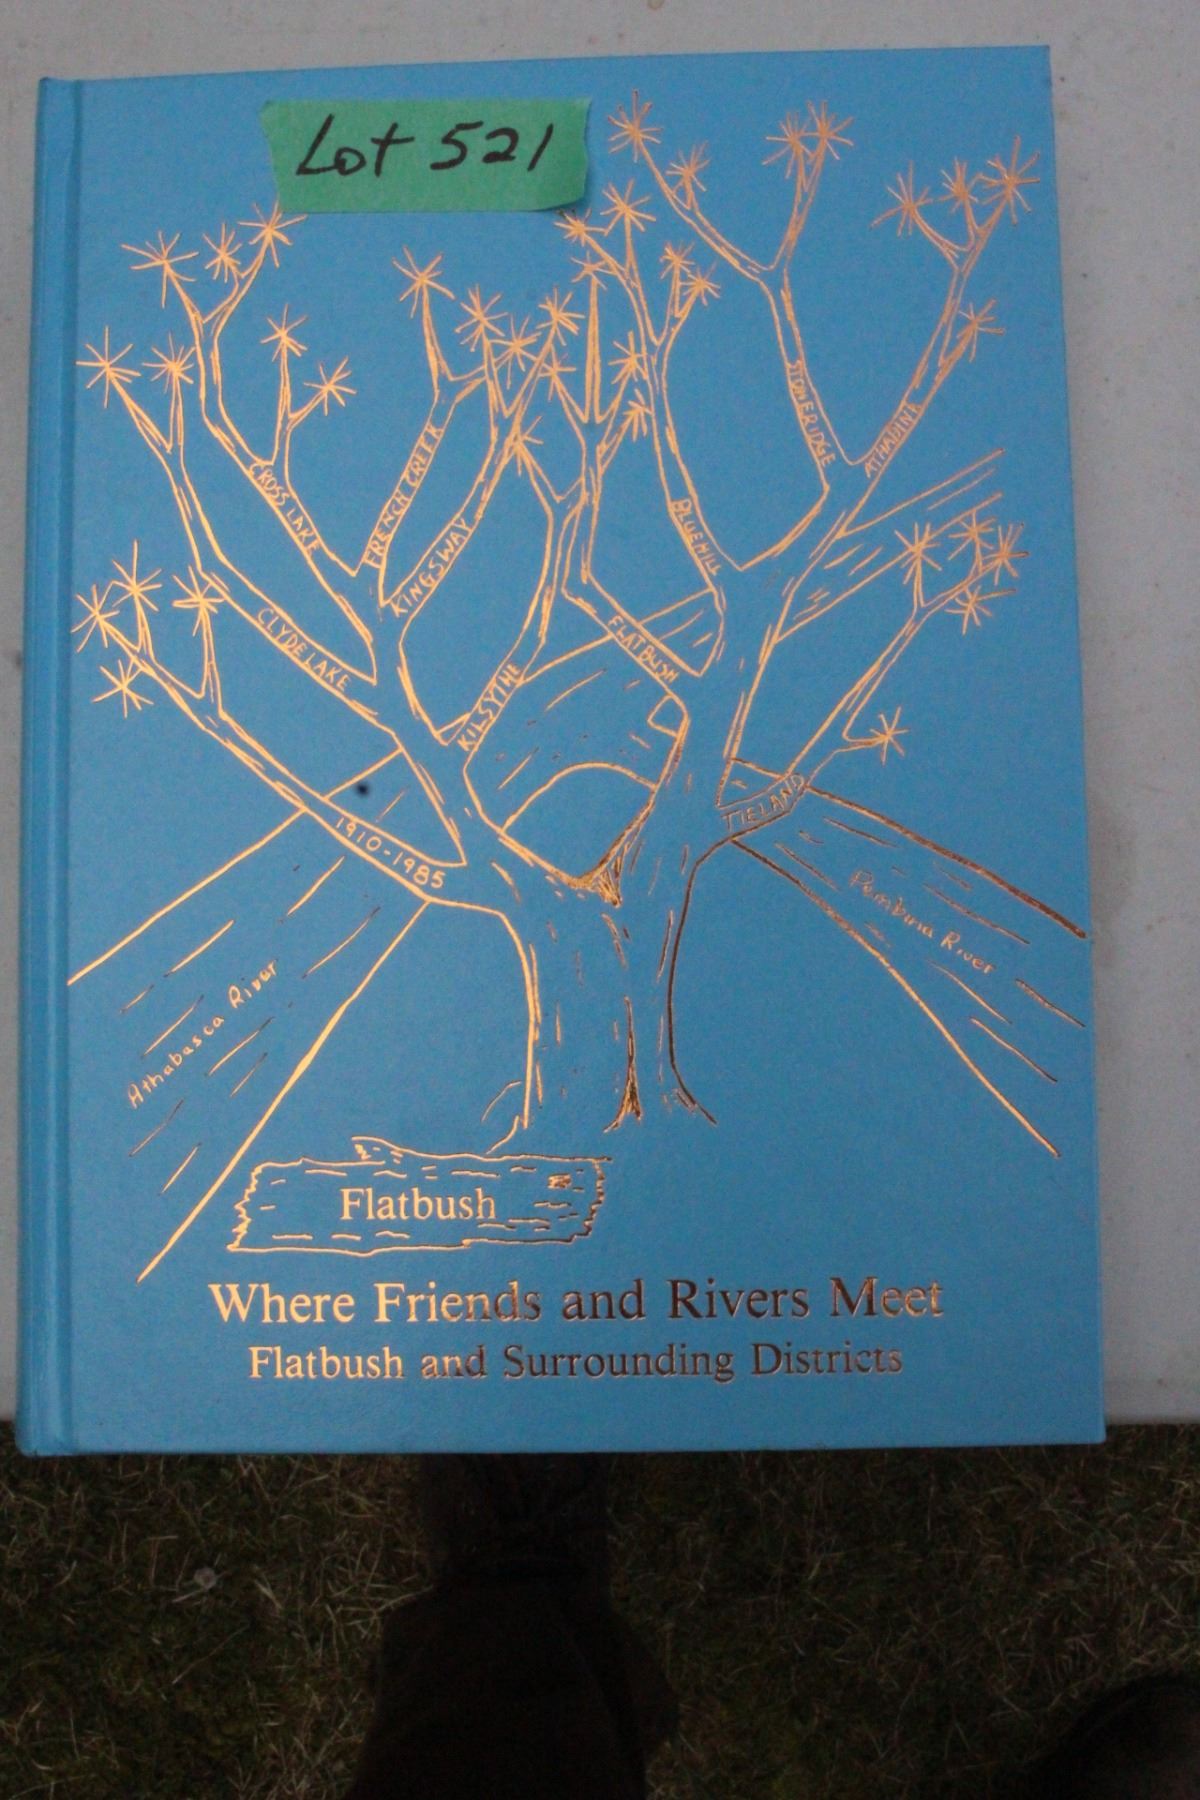 Lot 521
STONERIDGE
ATHABINA
CROSS LAKE
FRENCH CREEK
KINGSWAY
BLUEHILL
CLYDE LAKE
KILSYTHE
FLATBUSH
TIELAND
1910-1985
Pembina River
Athabasca River
Flatbush
Where Friends and Rivers Meet
Flatbush and Surrounding Districts